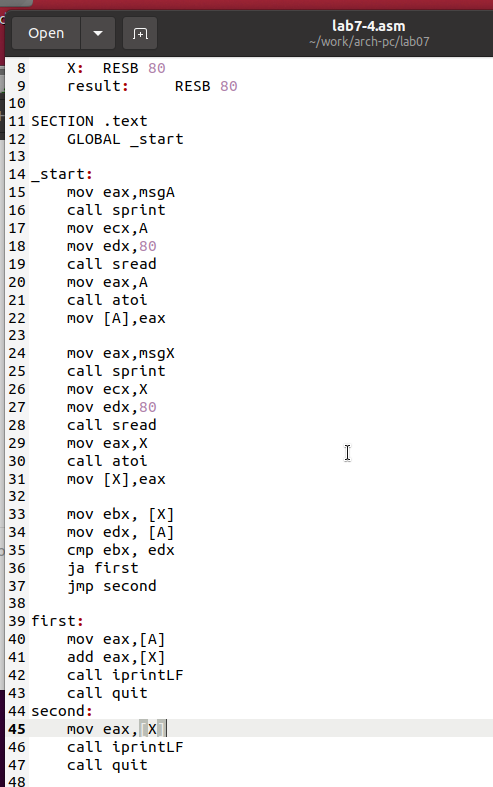 Open
lab7-4.asm
~/work/arch-pc/lab07
8 X: RESB 80
9 result: RESB 80
10
11 SECTION .text
12 GLOBAL _start
13
14 _start:
15 mov eax,msgA
16 call sprint
17 mov ecx,A
18 mov edx,80
19 call sread
20 mov eax,A
21 call atoi
22 mov [A],eax
23
24 mov eax,msgX
25 call sprint
26 mov ecx,X
27 mov edx,80
28 call sread
29 mov eax,X
30 call atoi
31 mov [X],eax
32
33 mov ebx, [X]
34 mov edx, [A]
35 cmp ebx, edx
36 ja first
37 jmp second
38
39 first:
40 mov eax,[A]
41 add eax,[X]
42 call iprintLF
43 call quit
44 second:
45 mov eax,[X]
46 call iprintLF
47 call quit
48